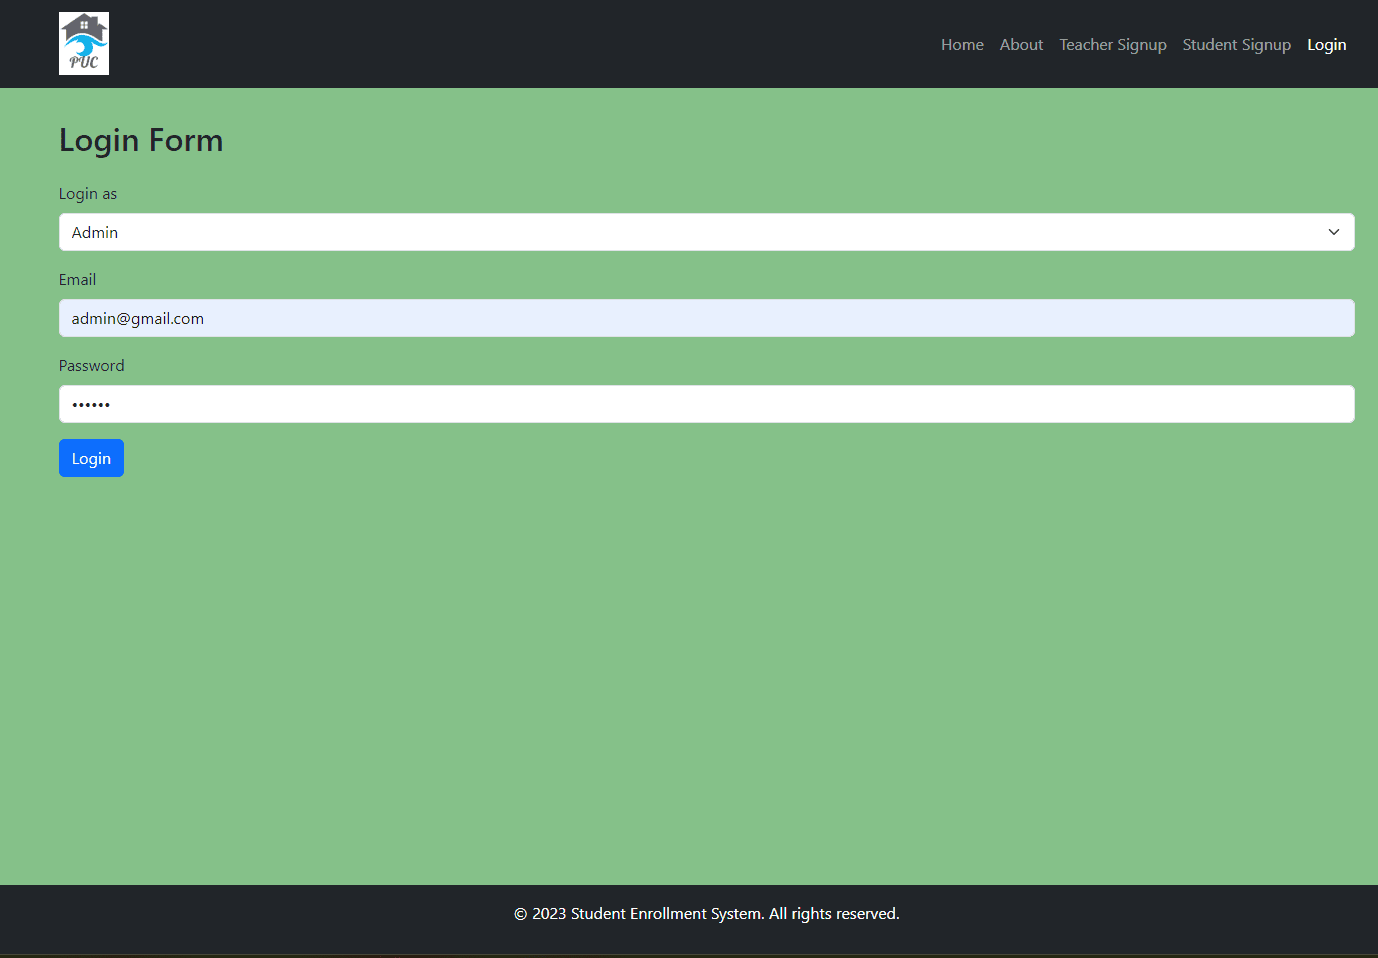 PUC
Home About Teacher Signup Student Signup Login
Login Form
Login as
Admin
Email
admin@gmail.com
Password
••••••
Login
© 2023 Student Enrollment System. All rights reserved.